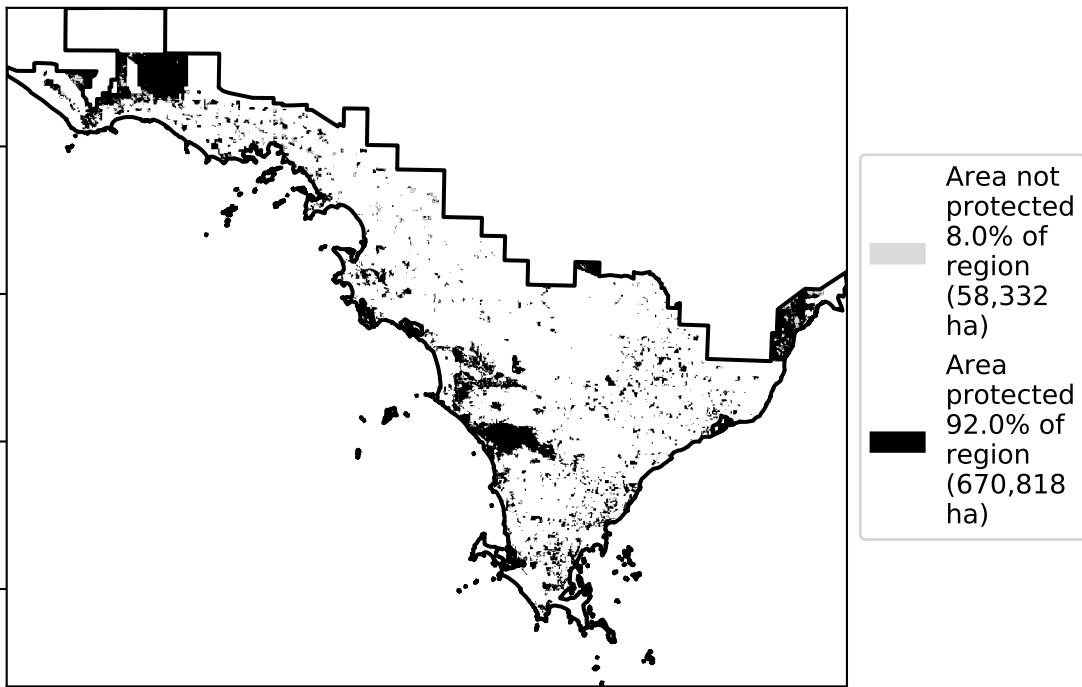 Area not
protected
8.0% of
region
(58,332
ha)
Area
protected
92.0% of
region
(670,818
ha)